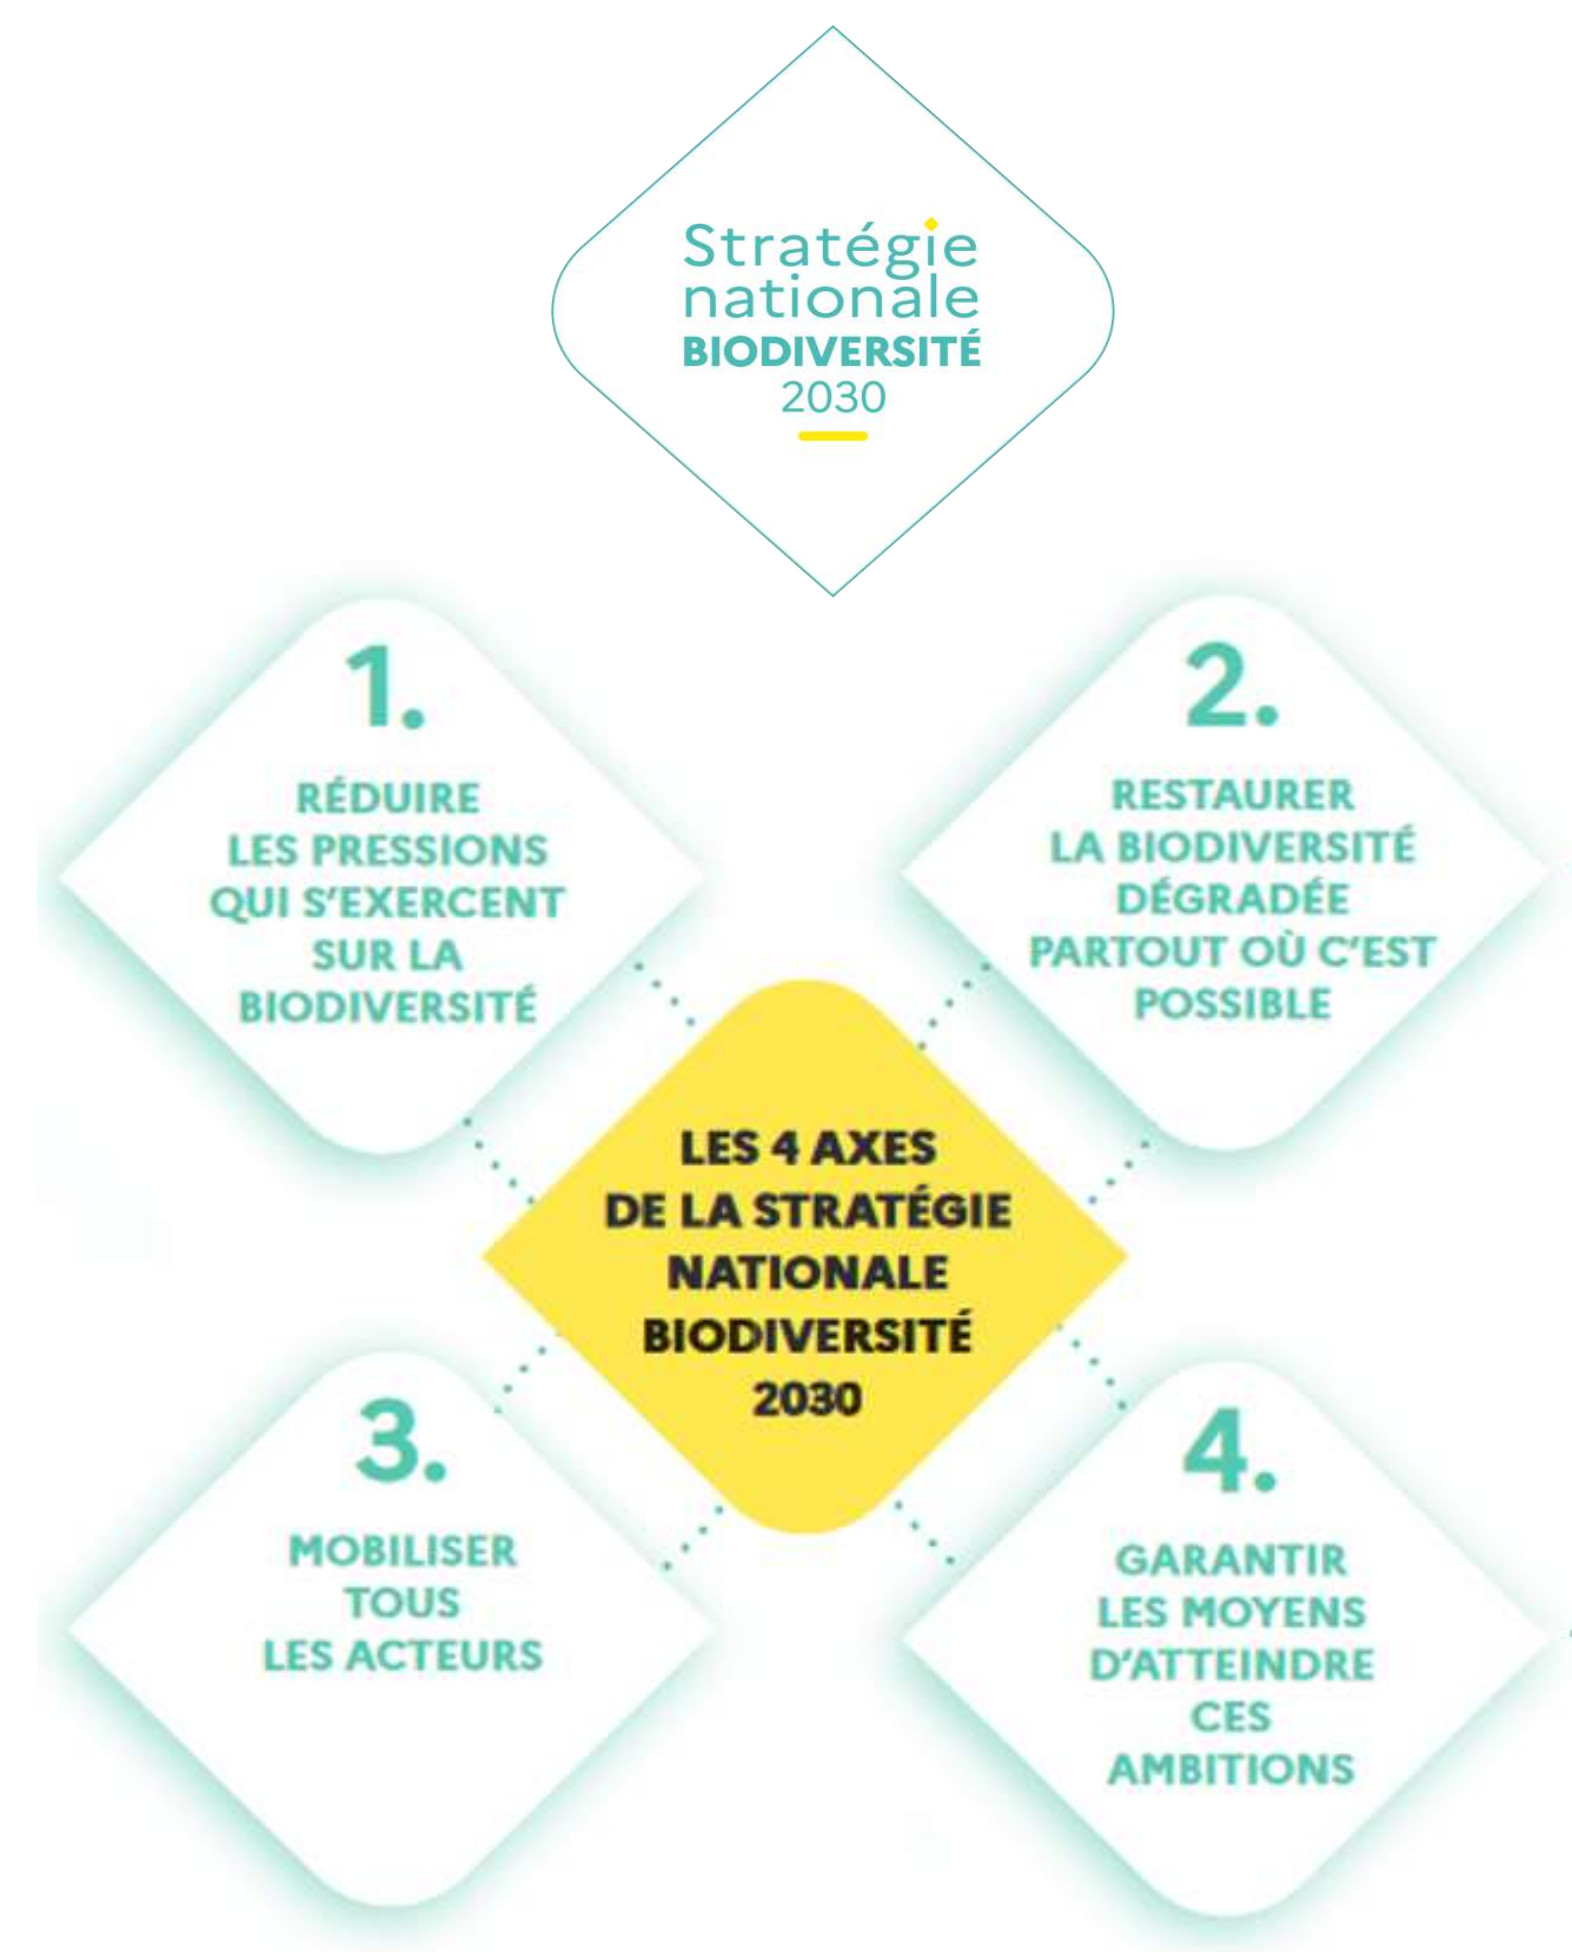 Stratégie
nationale
BIODIVERSITÉ
2030
1.
RÉDUIRE
LES PRESSIONS
QUI S'EXERCENT
SUR LA
BIODIVERSITÉ
2.
RESTAURER
LA BIODIVERSITÉ
DÉGRADÉE
PARTOUT OÙ C'EST
POSSIBLE
LES 4 AXES
DE LA STRATÉGIE
NATIONALE
BIODIVERSITÉ
2030
3.
MOBILISER
TOUS
LES ACTEURS
4.
GARANTIR
LES MOYENS
D'ATTEINDRE
CES
AMBITIONS